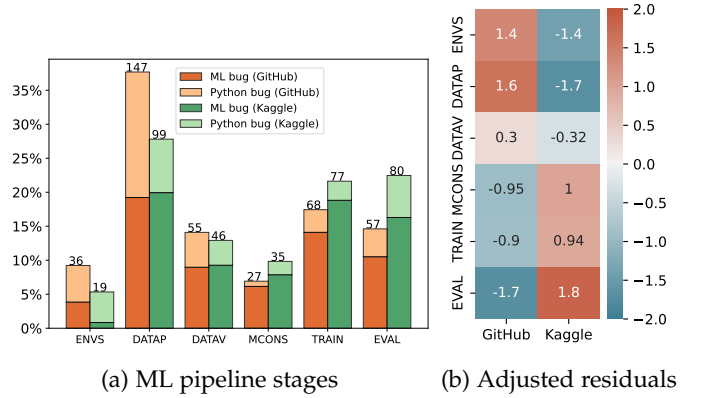 ML bug (GitHub)
Python bug (GitHub)
ML bug (Kaggle)
Python bug (Kaggle)
35%
30%
25%
20%
15%
10%
5%
0%
36
19
147
99
55
46
27
35
68
77
57
80
ENVS DATAP DATAV MCONS TRAIN EVAL
(a) ML pipeline stages
ENVS
DATAP
DATAV
MCONS
TRAIN
EVAL
1.4 -1.4
1.6 -1.7
0.3 -0.32
-0.95 1
-0.9 0.94
-1.7 1.8
GitHub Kaggle
2.0
1.5
1.0
0.5
0.0
−0.5
−1.0
−1.5
−2.0
(b) Adjusted residuals